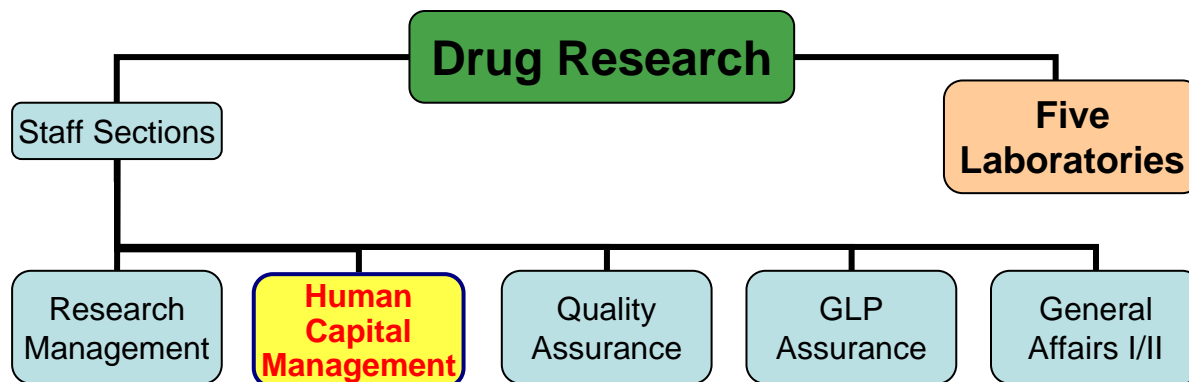 Drug Research
Staff Sections
Five
Laboratories
Research
Management
Human
Capital
Management
Quality
Assurance
GLP
Assurance
General
Affairs I/II